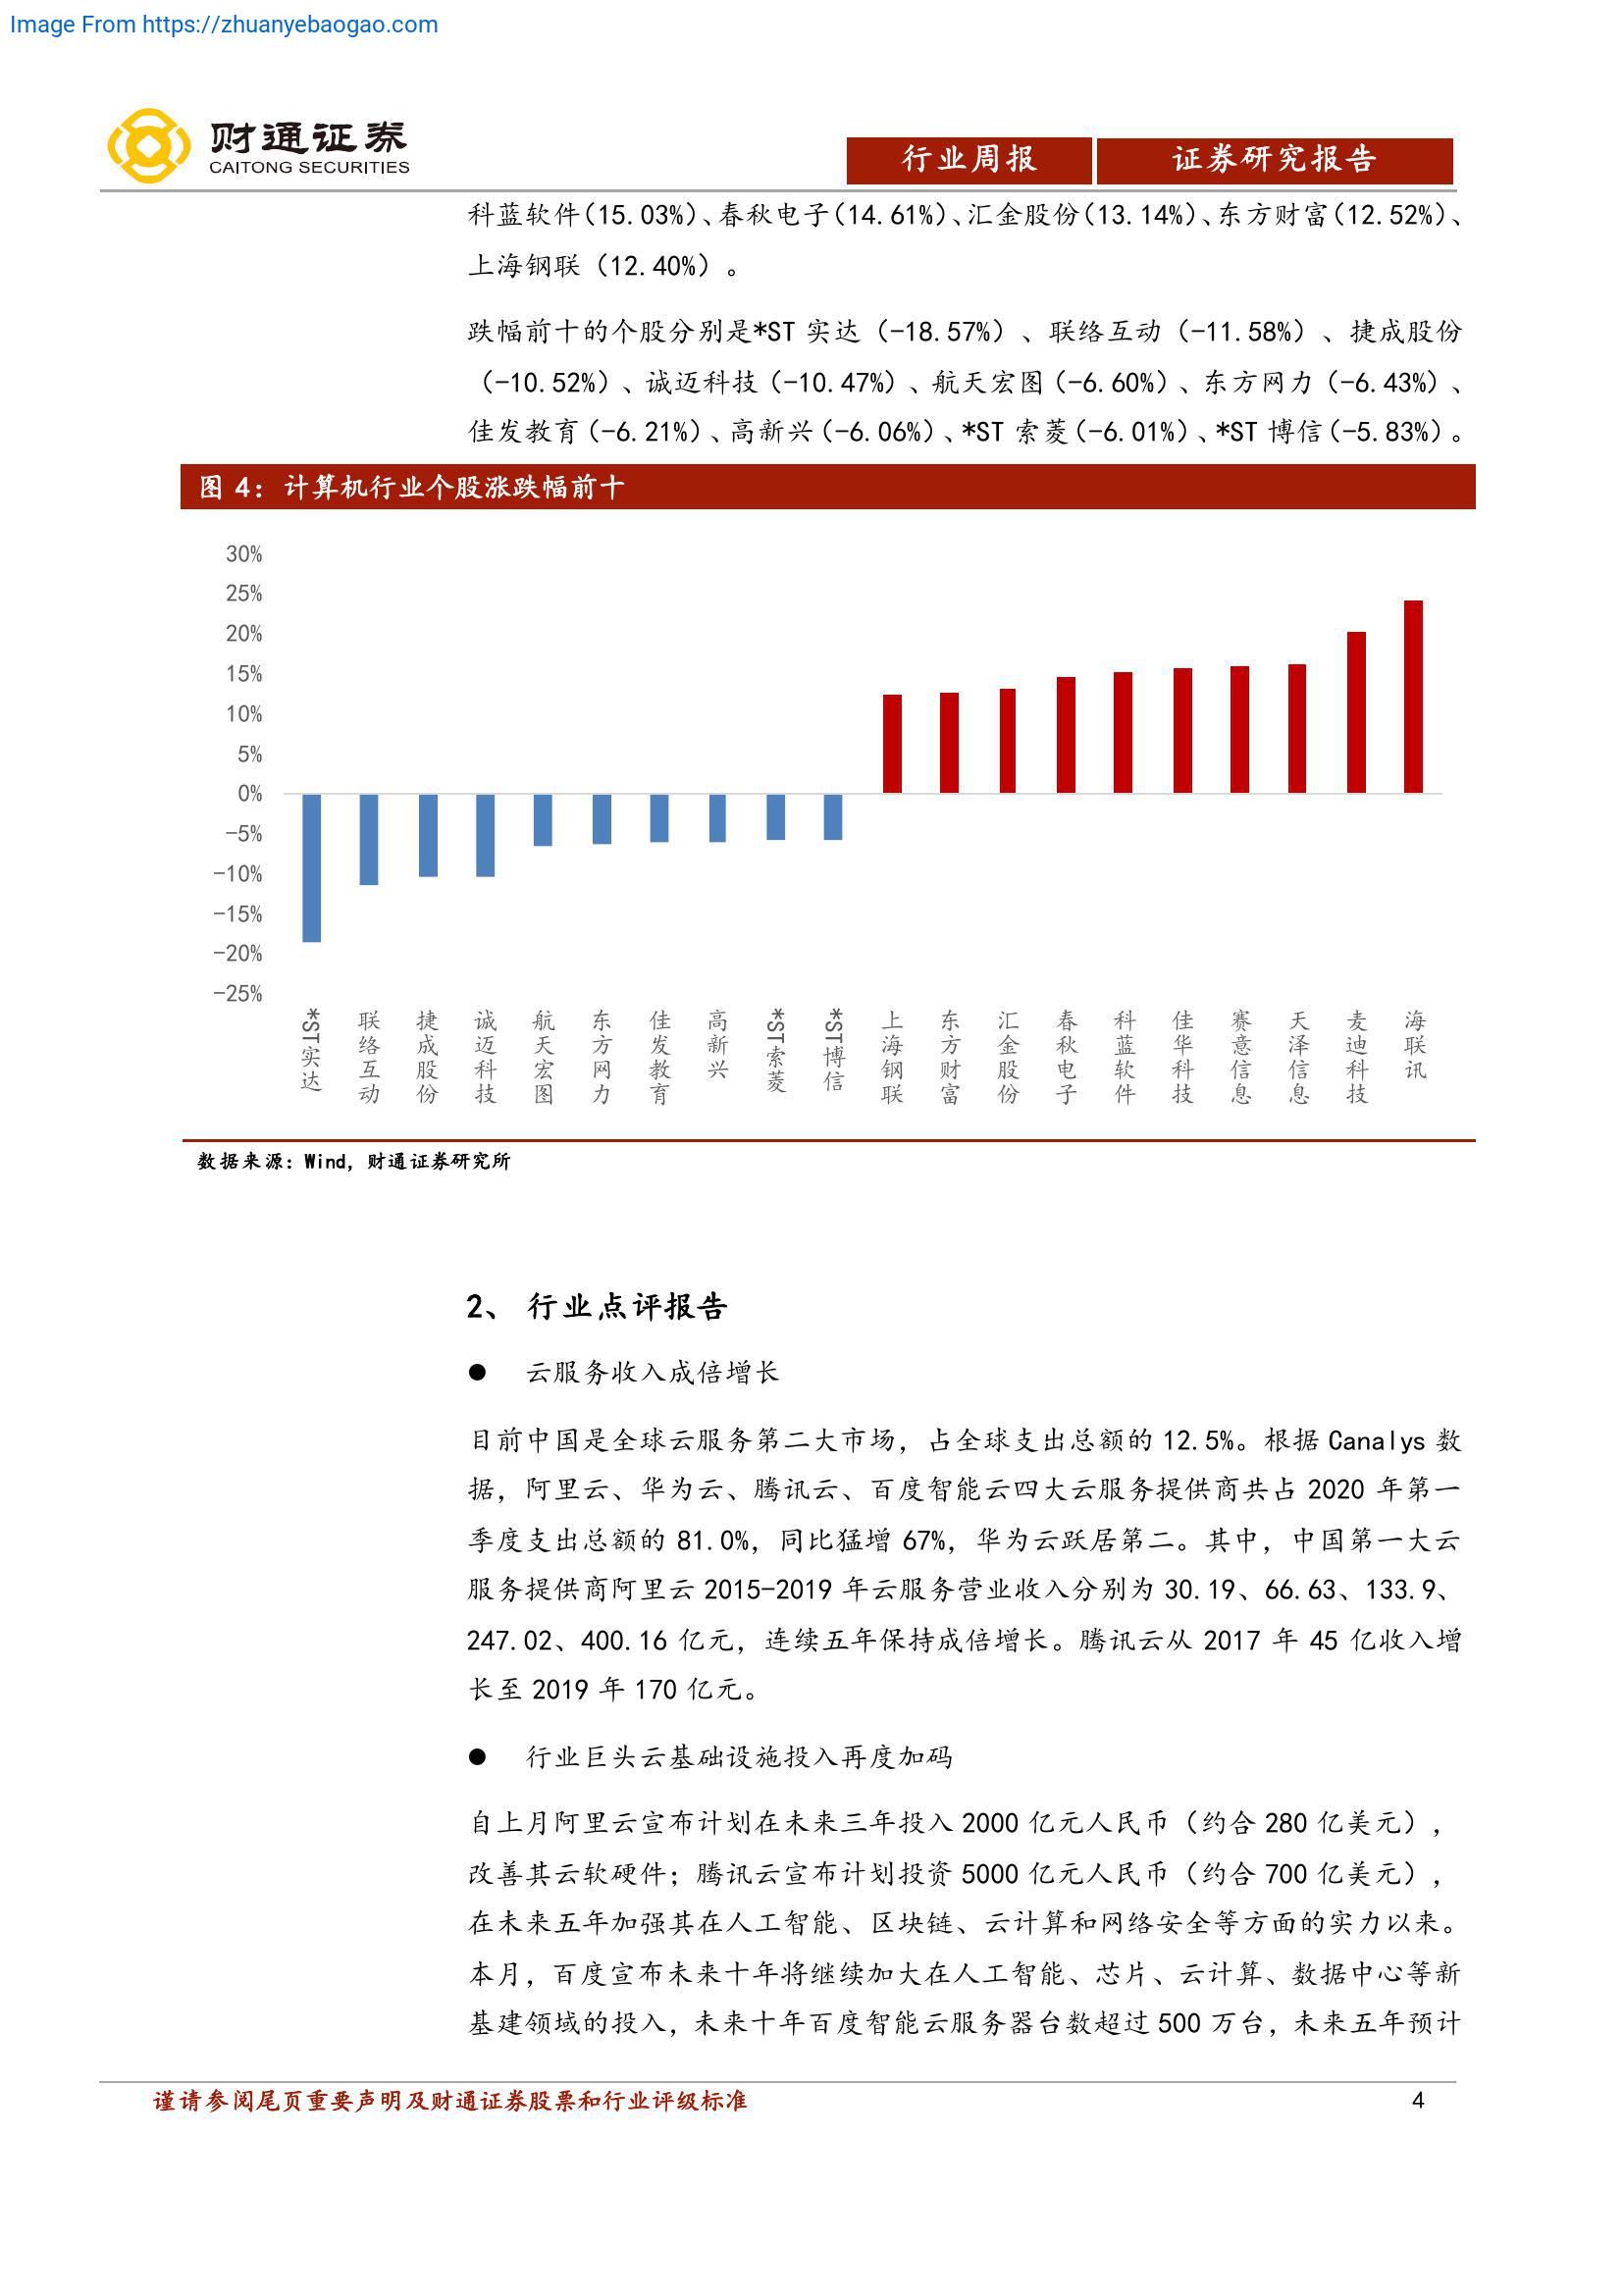 Image From https://zhuanyebaogao.com
财通证券
CAITONG SECURITIES
行业周报
证券研究报告
科蓝软件(15.03%)、春秋电子(14.61%)、汇金股份(13.14%)、东方财富(12.52%)、
上海钢联（12.40%）。
跌幅前十的个股分别是*ST 实达（-18.57%）、联络互动（-11.58%）、捷成股份
（-10.52%）、诚迈科技（-10.47%）、航天宏图（-6.60%）、东方网力（-6.43%）、
佳发教育（-6.21%）、高新兴（-6.06%）、*ST 索菱（-6.01%）、*ST 博信（-5.83%）。
图 4：计算机行业个股涨跌幅前十
30%
25%
20%
15%
10%
5%
0%
-5%
-10%
-15%
-20%
-25%
*ST实达
联络互动
捷成股份
诚迈科技
航天宏图
东方网力
佳发教育
高新兴
*ST索菱
*ST博信
上海钢联
东方财富
汇金股份
春秋电子
科蓝软件
佳华科技
赛意信息
天泽信息
麦迪科技
海联讯
数据来源：Wind，财通证券研究所
2、 行业点评报告
● 云服务收入成倍增长
目前中国是全球云服务第二大市场，占全球支出总额的 12.5%。根据 Canalys 数
据，阿里云、华为云、腾讯云、百度智能云四大云服务提供商共占 2020 年第一
季度支出总额的 81.0%，同比猛增 67%，华为云跃居第二。其中，中国第一大云
服务提供商阿里云 2015-2019 年云服务营业收入分别为 30.19、66.63、133.9、
247.02、400.16 亿元，连续五年保持成倍增长。腾讯云从 2017 年 45 亿收入增
长至 2019 年 170 亿元。
● 行业巨头云基础设施投入再度加码
自上月阿里云宣布计划在未来三年投入 2000 亿元人民币（约合 280 亿美元），
改善其云软硬件；腾讯云宣布计划投资 5000 亿元人民币（约合 700 亿美元），
在未来五年加强其在人工智能、区块链、云计算和网络安全等方面的实力以来。
本月，百度宣布未来十年将继续加大在人工智能、芯片、云计算、数据中心等新
基建领域的投入，未来十年百度智能云服务器台数超过 500 万台，未来五年预计
谨请参阅尾页重要声明及财通证券股票和行业评级标准
4